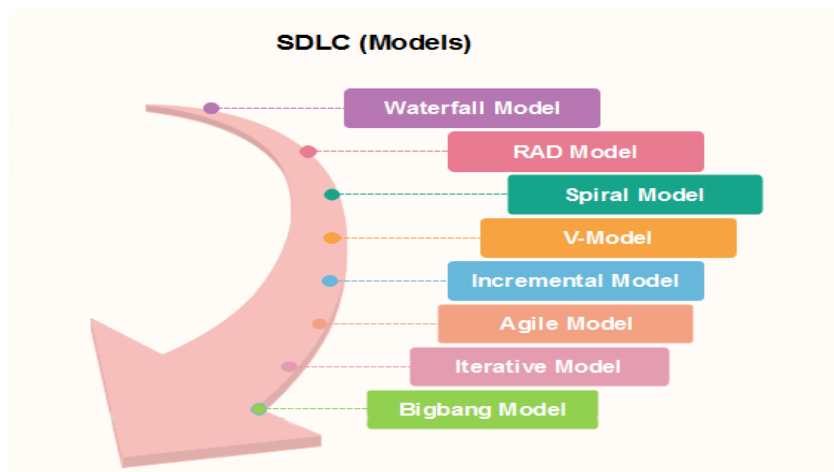 SDLC (Models)
Waterfall Model
RAD Model
Spiral Model
V-Model
Incremental Model
Agile Model
Iterative Model
Bigbang Model